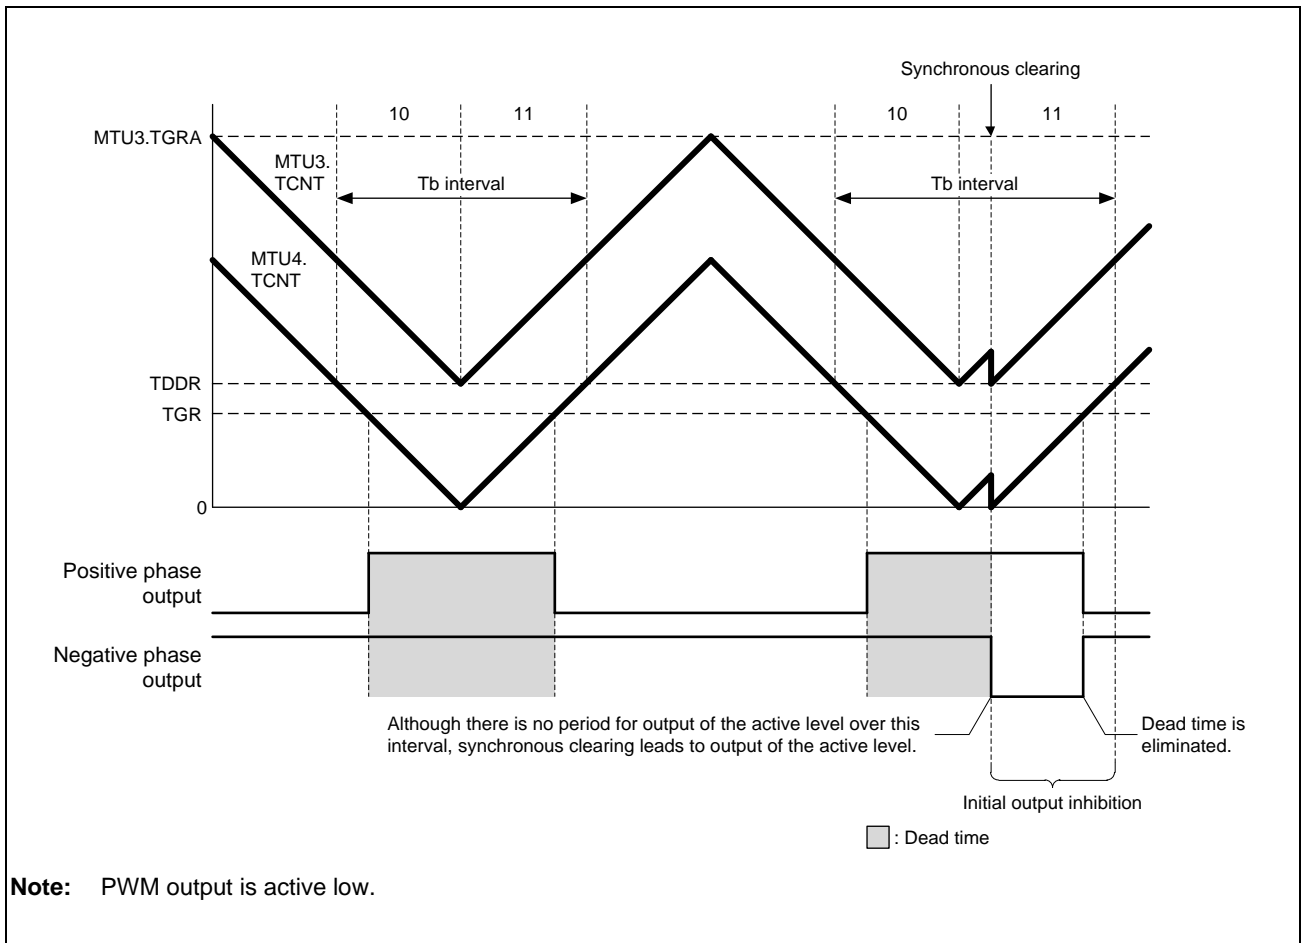 Synchronous clearing
10
11
10
11
MTU3.TGRA
MTU3.
TCNT
Tb interval
Tb interval
MTU4.
TCNT
TDDR
TGR
0
Positive phase
output
Negative phase
output
Although there is no period for output of the active level over this
interval, synchronous clearing leads to output of the active level.
Dead time is
eliminated.
Initial output inhibition
: Dead time
Note: PWM output is active low.